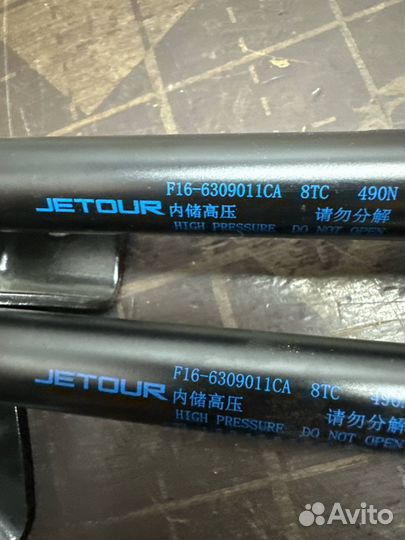 F16-6309011CA 8TC 490N
JETOUR 内储高压 请勿分解
HIGH PRESSURE DO NOT OPEN
F16-6309011CA 8TC 490
JETOUR 内储高压 请勿分解
HIGH PRESSURE DO NOT OPEN
Avito